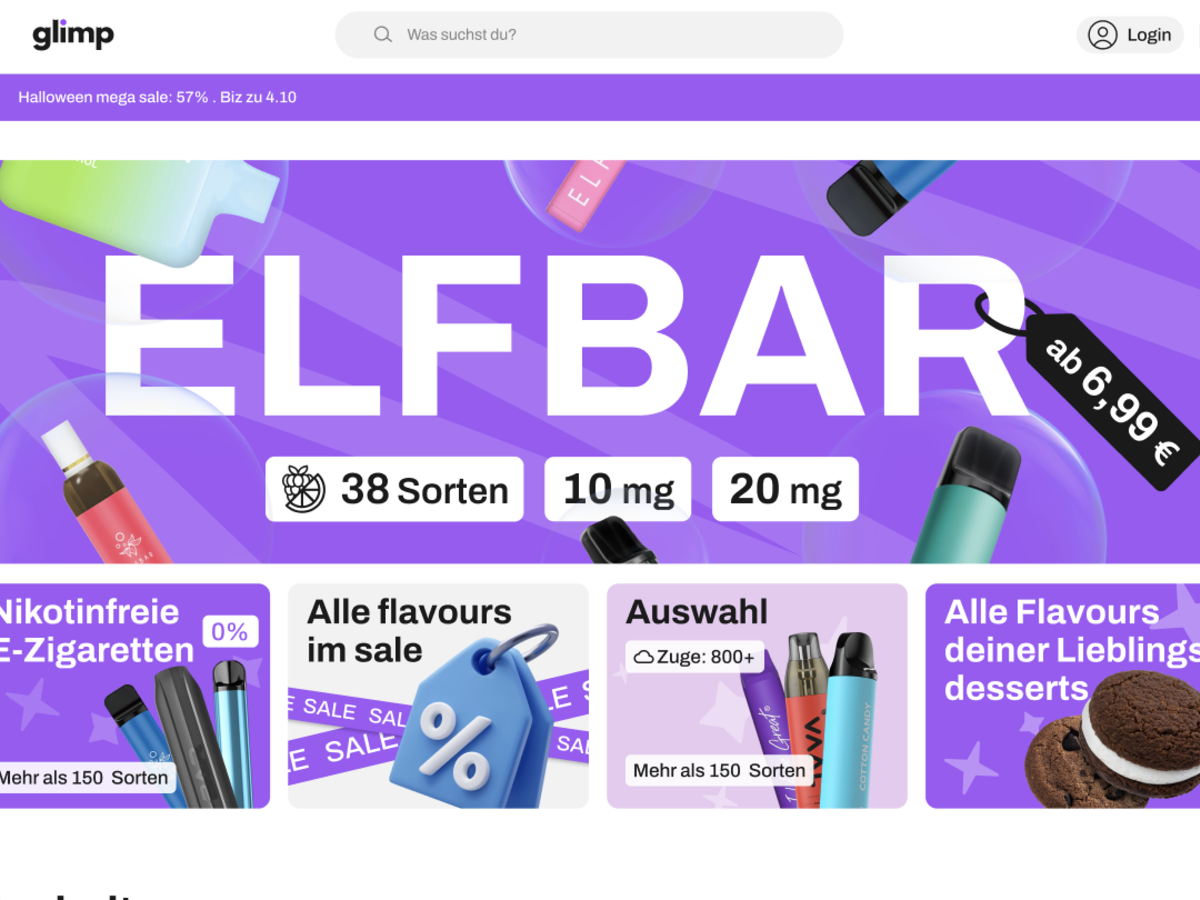 glimp
Was suchst du?
Login
Halloween mega sale: 57% . Biz zu 4.10
ELF
ELFBAR
ab 6,99 €
38 Sorten
10 mg
20 mg
Nikotinfreie
E-Zigaretten
0%
Mehr als 150 Sorten
Alle flavours
im sale
SALE SALE
SALE
SALE
%
Auswahl
Zuge: 800+
Great
COTTON CANDY
Mehr als 150 Sorten
Alle Flavours
deiner Lieblings
desserts